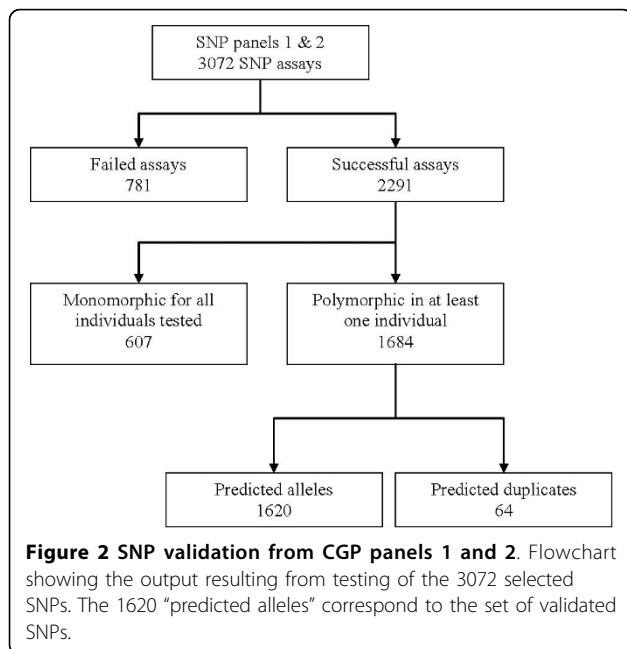 SNP panels 1 & 2
3072 SNP assays
Failed assays
781
Successful assays
2291
Monomorphic for all
individuals tested
607
Polymorphic in at least
one individual
1684
Predicted alleles
1620
Predicted duplicates
64
Figure 2 SNP validation from CGP panels 1 and 2. Flowchart
showing the output resulting from testing of the 3072 selected
SNPs. The 1620 “predicted alleles” correspond to the set of validated
SNPs.